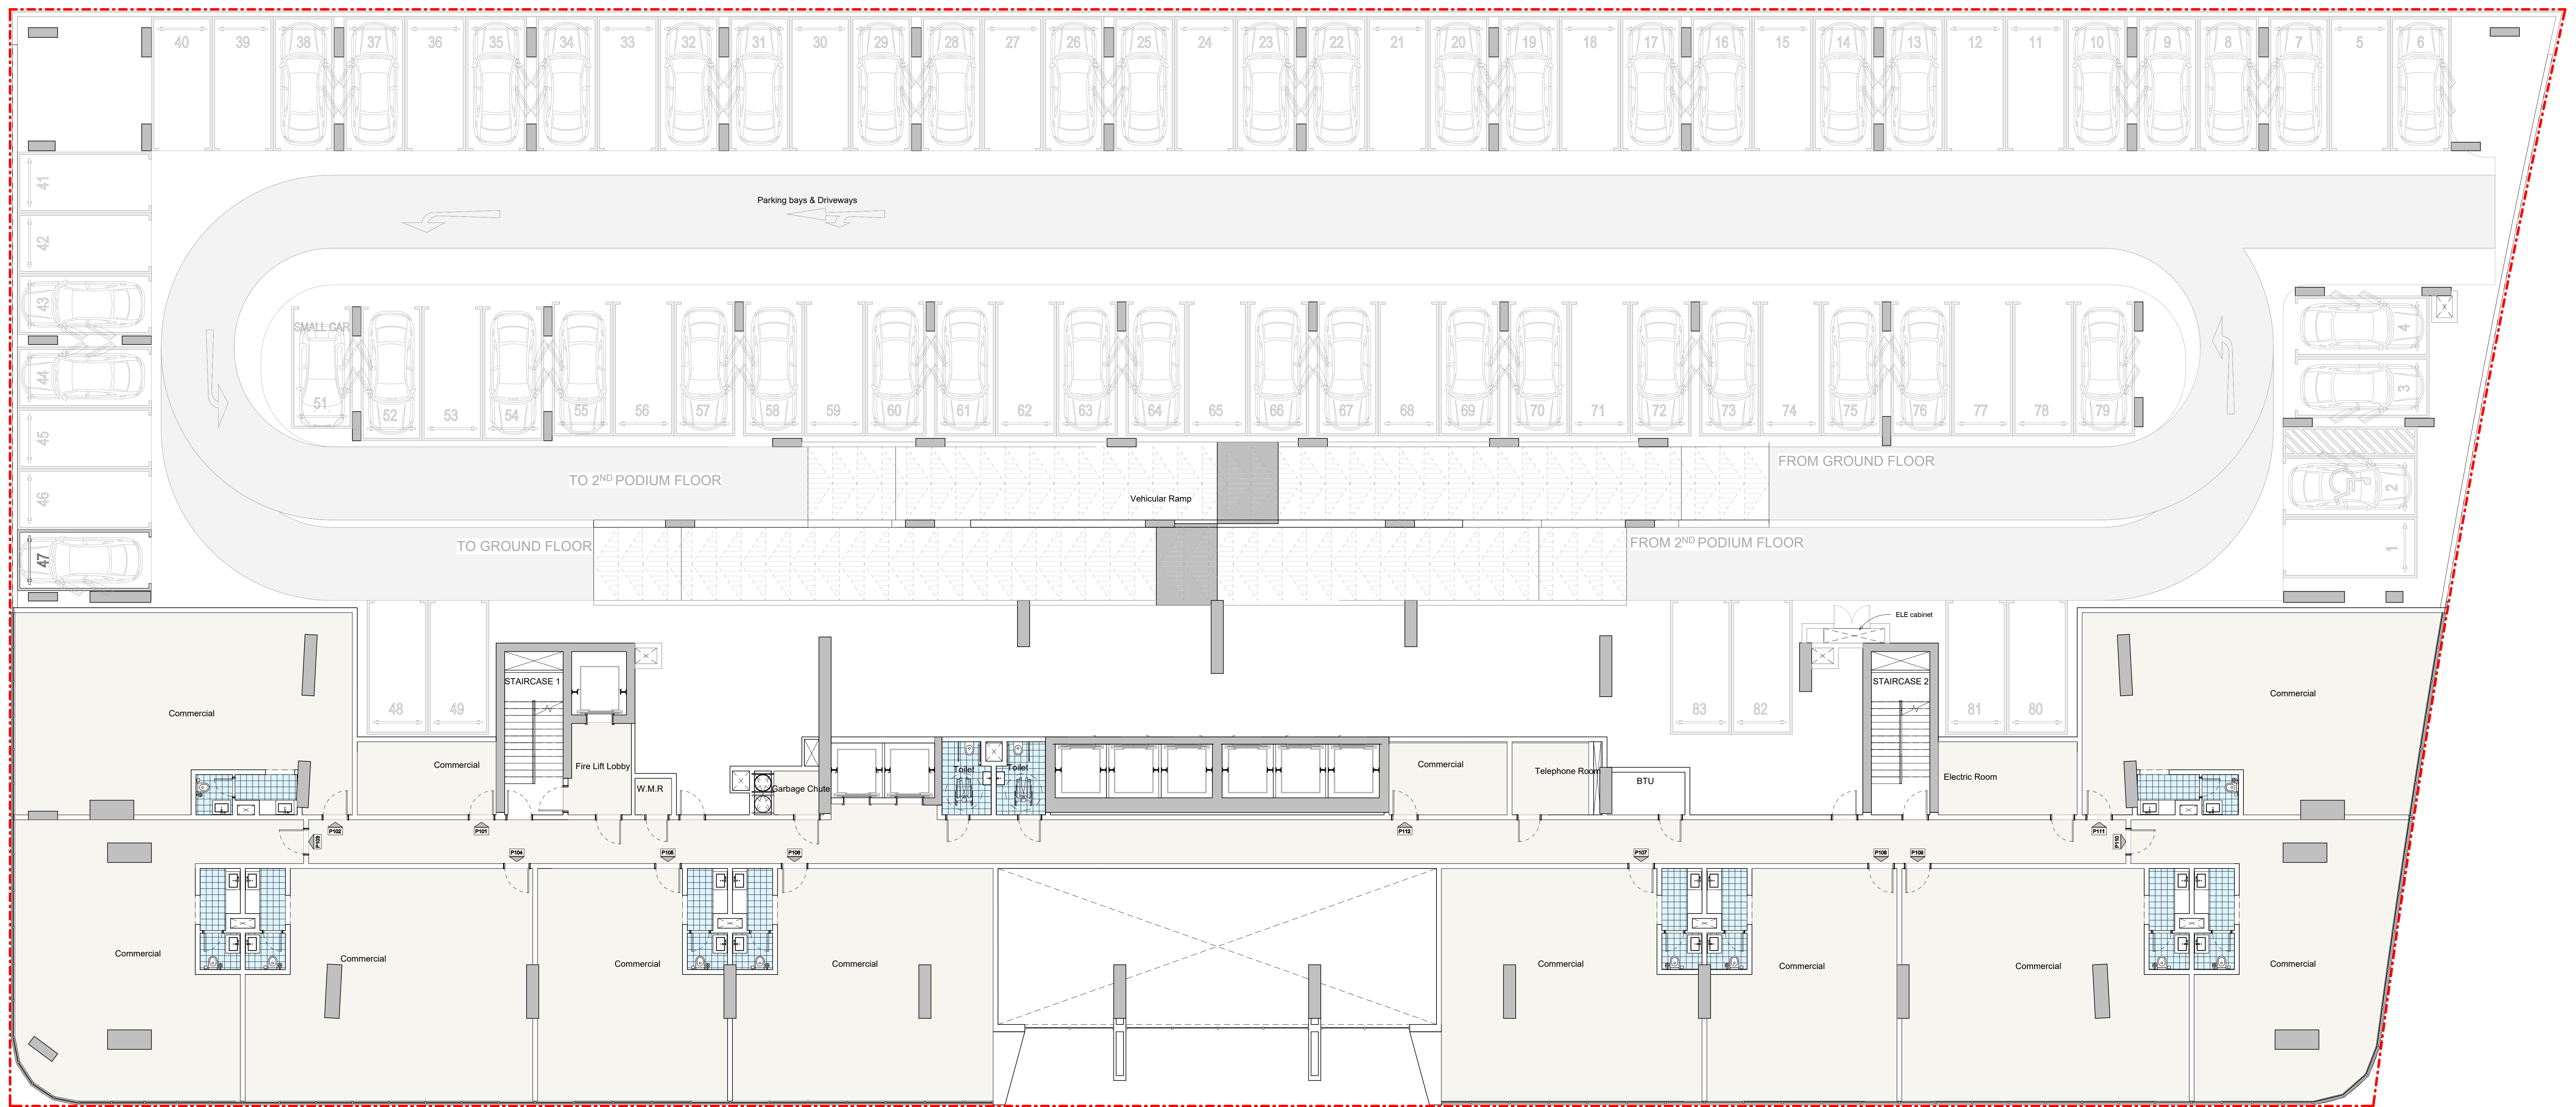 40 39 38 37 36 35 34 33 32 31 30 29 28 27 26 25 24 23 22 21 20 19 18 17 16 15 14 13 12 11 10 9 8 7 5 6
41
42
43
44
45
46
47
Parking bays & Driveways
SMALL CAR
51 52 53 54 55 56 57 58 59 60 61 62 63 64 65 66 67 68 69 70 71 72 73 74 75 76 77 78 79
4
3
2
1
TO 2ND PODIUM FLOOR
Vehicular Ramp
FROM GROUND FLOOR
TO GROUND FLOOR
FROM 2ND PODIUM FLOOR
ELE cabinet
48 49
83 82
81 80
STAIRCASE 1
STAIRCASE 2
Commercial
Commercial
Commercial
Fire Lift Lobby
W.M.R
Garbage Chute
Toilet
Toilet
Commercial
Telephone Room
BTU
Electric Room
P102
P101
P112
P111
P103
P104
P105
P106
P107
P108
P109
P110
Commercial
Commercial
Commercial
Commercial
Commercial
Commercial
Commercial
Commercial